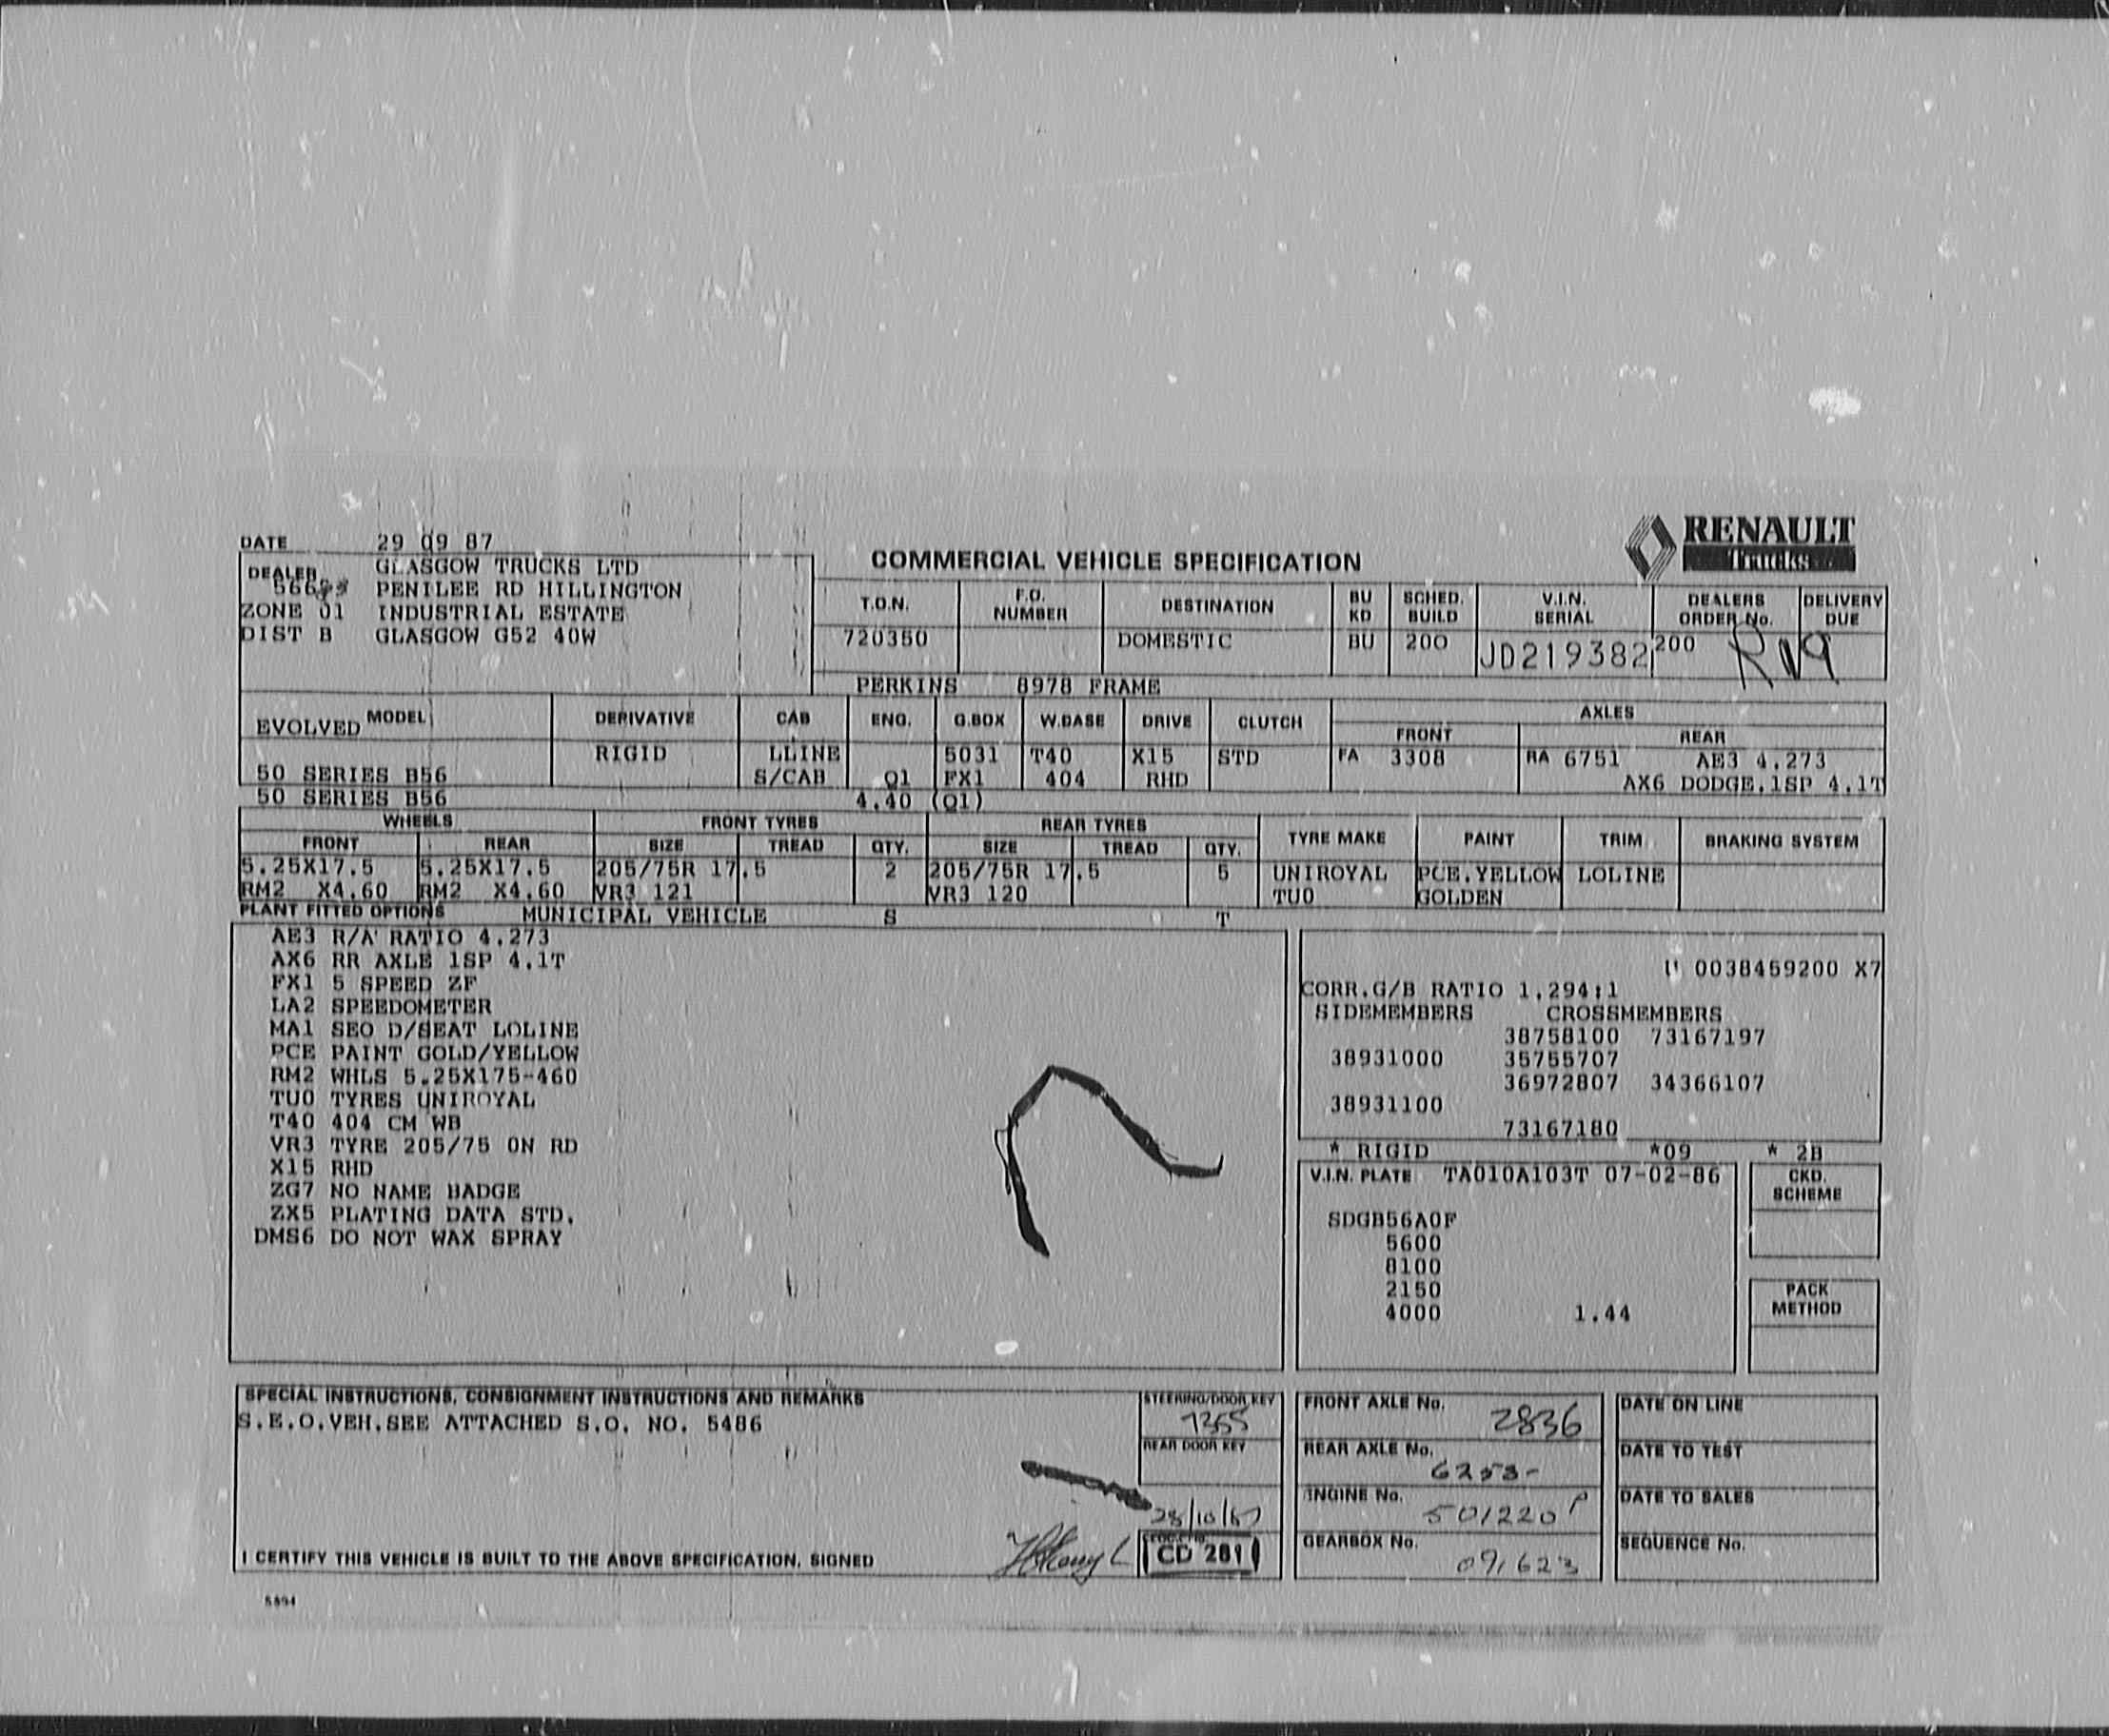 RENAULT
Trucks
DATE 29 09 87
COMMERCIAL VEHICLE SPECIFICATION
DEALER GLASGOW TRUCKS LTD
PENILEE RD HILLINGTON
ZONE 01 INDUSTRIAL ESTATE
DIST B GLASGOW G52 4OW
T.O.N. F.O. NUMBER DESTINATION BU KD SCHED. BUILD V.I.N. SERIAL DEALERS ORDER No. DELIVERY DUE
720350 DOMESTIC BU 200 JD219382 200
PERKINS 8978 FRAME
MODEL DERIVATIVE CAB ENG. G.BOX W.BASE DRIVE CLUTCH AXLES
EVOLVED FRONT REAR
RIGID LLINE 5031 T40 X15 STD FA 3308 RA 6751 AE3 4.273
50 SERIES B56 S/CAB Q1 FX1 404 RHD AX6 DODGE.1SP 4.1T
50 SERIES B56 4.40 (Q1)
WHEELS FRONT TYRES REAR TYRES TYRE MAKE PAINT TRIM BRAKING SYSTEM
FRONT REAR SIZE TREAD QTY. SIZE TREAD QTY.
5.25X17.5 5.25X17.5 205/75R 17.5 2 205/75R 17.5 5 UNIROYAL PCE.YELLOW LOLINE
RM2 X4.60 RM2 X4.60 VR3 121 VR3 120 TU0 GOLDEN
PLANT FITTED OPTIONS MUNICIPAL VEHICLE S T
AE3 R/A RATIO 4.273
AX6 RR AXLE 1SP 4.1T
FX1 5 SPEED ZF
LA2 SPEEDOMETER
MA1 SEO D/SEAT LOLINE
PCE PAINT GOLD/YELLOW
RM2 WHLS 5.25X175-460
TU0 TYRES UNIROYAL
T40 404 CM WB
VR3 TYRE 205/75 ON RD
X15 RHD
ZG7 NO NAME BADGE
ZX5 PLATING DATA STD.
DMS6 DO NOT WAX SPRAY
0038459200 X7
CORR.G/B RATIO 1.294:1
SIDEMEMBERS CROSSMEMBERS
38758100 73167197
38931000 35755707
36972807 34366107
38931100
73167180
* RIGID *09 * 2B
V.I.N. PLATE TA010A103T 07-02-86
CKD. SCHEME
SDGB56A0F
5600
8100
2150
4000 1.44
PACK METHOD
SPECIAL INSTRUCTIONS, CONSIGNMENT INSTRUCTIONS AND REMARKS
S.E.O.VEH.SEE ATTACHED S.O. NO. 5486
STEERING/DOOR KEY
1355
REAR DOOR KEY
28/10/87
CD 281
I CERTIFY THIS VEHICLE IS BUILT TO THE ABOVE SPECIFICATION, SIGNED
FRONT AXLE No. 2836
REAR AXLE No.
ENGINE No. 501220P
GEARBOX No. 091623
DATE ON LINE
DATE TO TEST
DATE TO SALES
SEQUENCE No.